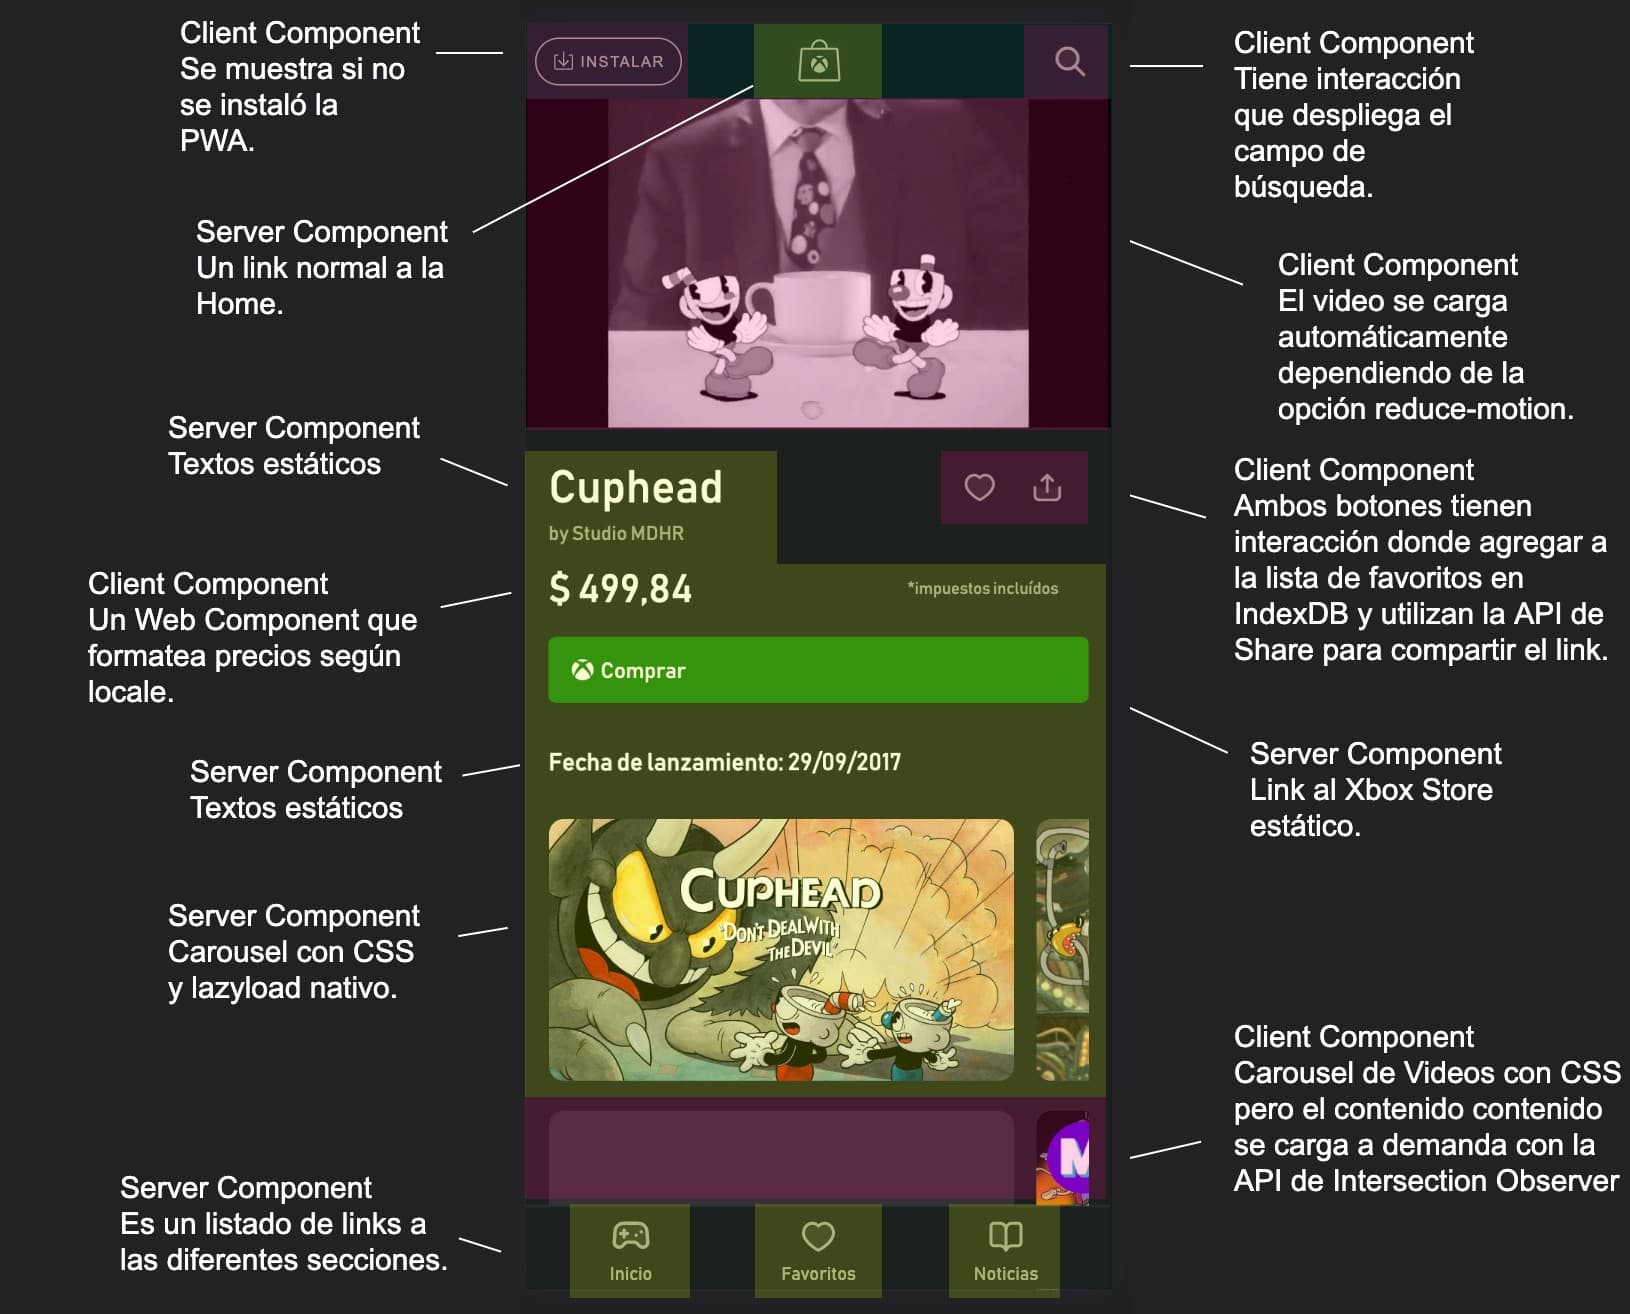 Client Component
Se muestra si no
se instaló la
PWA.
Server Component
Un link normal a la
Home.
Server Component
Textos estáticos
Client Component
Un Web Component que
formatea precios según
locale.
Server Component
Textos estáticos
Server Component
Carousel con CSS
y lazyload nativo.
Server Component
Es un listado de links a
las diferentes secciones.
INSTALAR
Cuphead
by Studio MDHR
$ 499,84
*impuestos incluídos
Comprar
Fecha de lanzamiento: 29/09/2017
CUPHEAD
"DON'T DEAL WITH
THE DEVIL"
M
Inicio
Favoritos
Noticias
Client Component
Tiene interacción
que despliega el
campo de
búsqueda.
Client Component
El video se carga
automáticamente
dependiendo de la
opción reduce-motion.
Client Component
Ambos botones tienen
interacción donde agregar a
la lista de favoritos en
IndexDB y utilizan la API de
Share para compartir el link.
Server Component
Link al Xbox Store
estático.
Client Component
Carousel de Videos con CSS
pero el contenido contenido
se carga a demanda con la
API de Intersection Observer